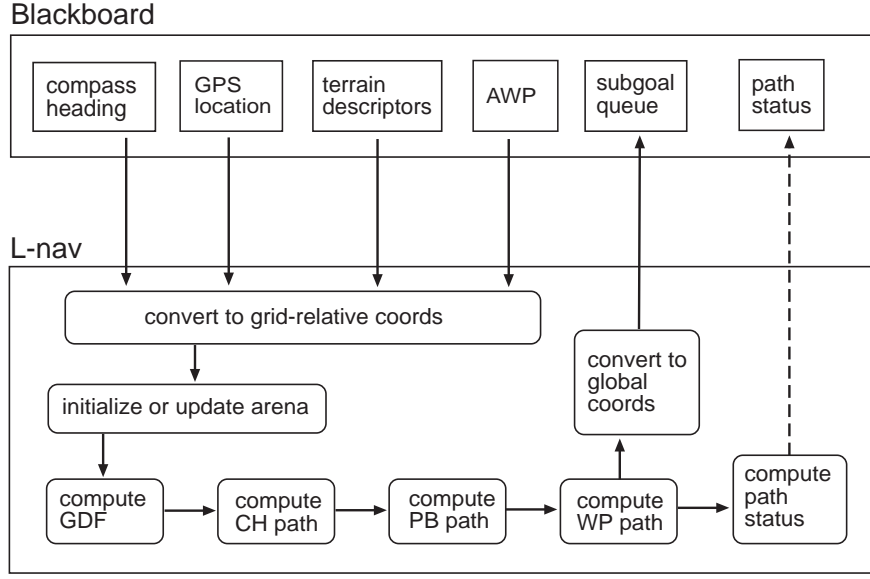 Blackboard
compass
heading
GPS
location
terrain
descriptors
AWP
subgoal
queue
path
status
L-nav
convert to grid-relative coords
convert to
global
coords
initialize or update arena
compute
GDF
compute
CH path
compute
PB path
compute
WP path
compute
path
status